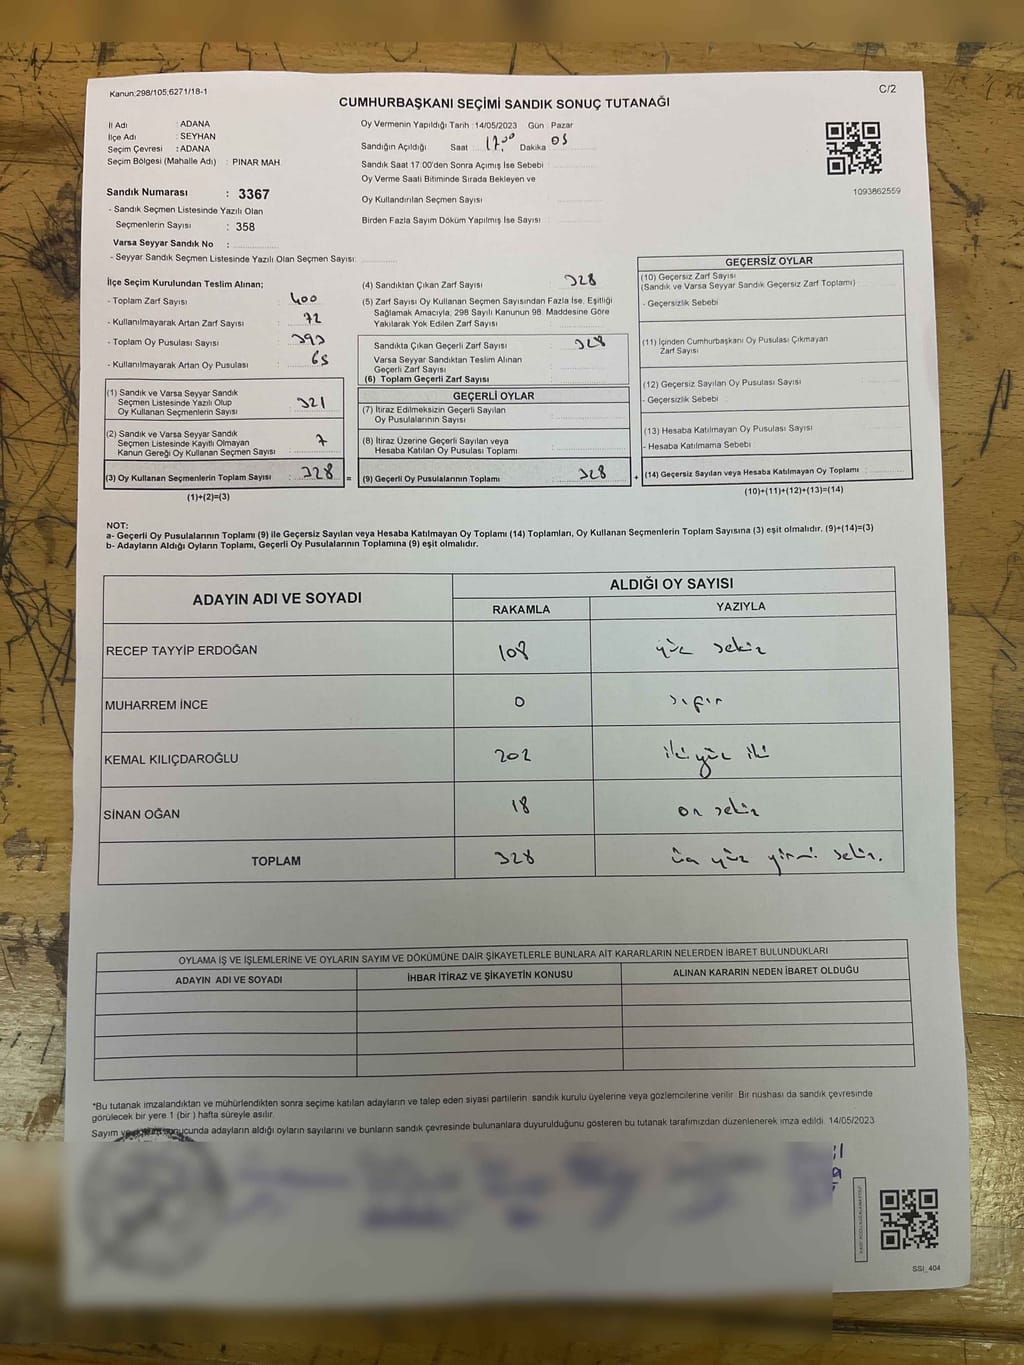 Kanun:298/105;6271/18-1
C/2
CUMHURBAŞKANI SEÇİMİ SANDIK SONUÇ TUTANAĞI
İl Adı : ADANA
İlçe Adı : SEYHAN
Seçim Çevresi : ADANA
Seçim Bölgesi (Mahalle Adı) : PINAR MAH
Sandık Numarası : 3367
- Sandık Seçmen Listesinde Yazılı Olan
Seçmenlerin Sayısı : 358
Varsa Seyyar Sandık No :
- Seyyar Sandık Seçmen Listesinde Yazılı Olan Seçmen Sayısı:
Oy Vermenin Yapıldığı Tarih :14/05/2023 Gün : Pazar
Sandığın Açıldığı Saat 17.00 Dakika 05
Sandık Saat 17:00'den Sonra Açımış İse Sebebi :
Oy Verme Saati Bitiminde Sırada Bekleyen ve
Oy Kullandırılan Seçmen Sayısı :
Birden Fazla Sayım Döküm Yapılmış İse Sayısı :
1093862559
İlçe Seçim Kurulundan Teslim Alınan;
- Toplam Zarf Sayısı : 400
- Kullanılmayarak Artan Zarf Sayısı : 72
- Toplam Oy Pusulası Sayısı : 393
- Kullanılmayarak Artan Oy Pusulası : 65
(1) Sandık ve Varsa Seyyar Sandık
Seçmen Listesinde Yazılı Olup
Oy Kullanan Seçmenlerin Sayısı : 321
(2) Sandık ve Varsa Seyyar Sandık
Seçmen Listesinde Kayıtlı Olmayan
Kanun Gereği Oy Kullanan Seçmen Sayısı : 7
(3) Oy Kullanan Seçmenlerin Toplam Sayısı : 328
(1)+(2)=(3)
(4) Sandıktan Çıkan Zarf Sayısı : 328
(5) Zarf Sayısı Oy Kullanan Seçmen Sayısından Fazla İse, Eşitliği
Sağlamak Amacıyla; 298 Sayılı Kanunun 98. Maddesine Göre
Yakılarak Yok Edilen Zarf Sayısı :
Sandıkta Çıkan Geçerli Zarf Sayısı : 328
Varsa Seyyar Sandıktan Teslim Alınan
Geçerli Zarf Sayısı :
(6) Toplam Geçerli Zarf Sayısı :
GEÇERLİ OYLAR
(7) İtiraz Edilmeksizin Geçerli Sayılan
Oy Pusulalarının Sayısı :
(8) İtiraz Üzerine Geçerli Sayılan veya
Hesaba Katılan Oy Pusulaları Toplamı :
= (9) Geçerli Oy Pusulalarının Toplamı : 328
GEÇERSİZ OYLAR
(10) Geçersiz Zarf Sayısı
(Sandık ve Varsa Seyyar Sandık Geçersiz Zarf Toplamı) :
- Geçersizlik Sebebi :
(11) İçinden Cumhurbaşkanı Oy Pusulası Çıkmayan
Zarf Sayısı :
(12) Geçersiz Sayılan Oy Pusulası Sayısı :
- Geçersizlik Sebebi :
(13) Hesaba Katılmayan Oy Pusulası Sayısı :
- Hesaba Katılmama Sebebi :
+ (14) Geçersiz Sayılan veya Hesaba Katılmayan Oy Toplamı :
(10)+(11)+(12)+(13)=(14)
NOT:
a- Geçerli Oy Pusulalarının Toplamı (9) ile Geçersiz Sayılan veya Hesaba Katılmayan Oy Toplamı (14) Toplamları, Oy Kullanan Seçmenlerin Toplam Sayısına (3) eşit olmalıdır. (9)+(14)=(3)
b- Adayların Aldığı Oyların Toplamı, Geçerli Oy Pusulalarının Toplamına (9) eşit olmalıdır.
ADAYIN ADI VE SOYADI
ALDIĞI OY SAYISI
RAKAMLA YAZIYLA
RECEP TAYYİP ERDOĞAN 108 yüz sekiz
MUHARREM İNCE 0 sıfır
KEMAL KILIÇDAROĞLU 202 iki yüz iki
SİNAN OĞAN 18 on sekiz
TOPLAM 328 üç yüz yirmi sekiz.
OYLAMA İŞ VE İŞLEMLERİNE VE OYLARIN SAYIM VE DÖKÜMÜNE DAİR ŞİKAYETLERLE BUNLARA AİT KARARLARIN NELERDEN İBARET BULUNDUKLARI
ADAYIN ADI VE SOYADI İHBAR İTİRAZ VE ŞİKAYETİN KONUSU ALINAN KARARIN NEDEN İBARET OLDUĞU
*Bu tutanak imzalandıktan ve mühürlendikten sonra seçime katılan adayların ve talep eden siyasi partilerin sandık kurulu üyelerine veya gözlemcilerine verilir. Bir nüshası da sandık çevresinde
görülecek bir yere 1 (bir) hafta süreyle asılır.
Sayım ve sonucunda adayların aldığı oyların sayılarını ve bunların sandık çevresinde bulunanlara duyurulduğunu gösteren bu tutanak tarafımızdan düzenlenerek imza edildi. 14/05/2023
SSI_404